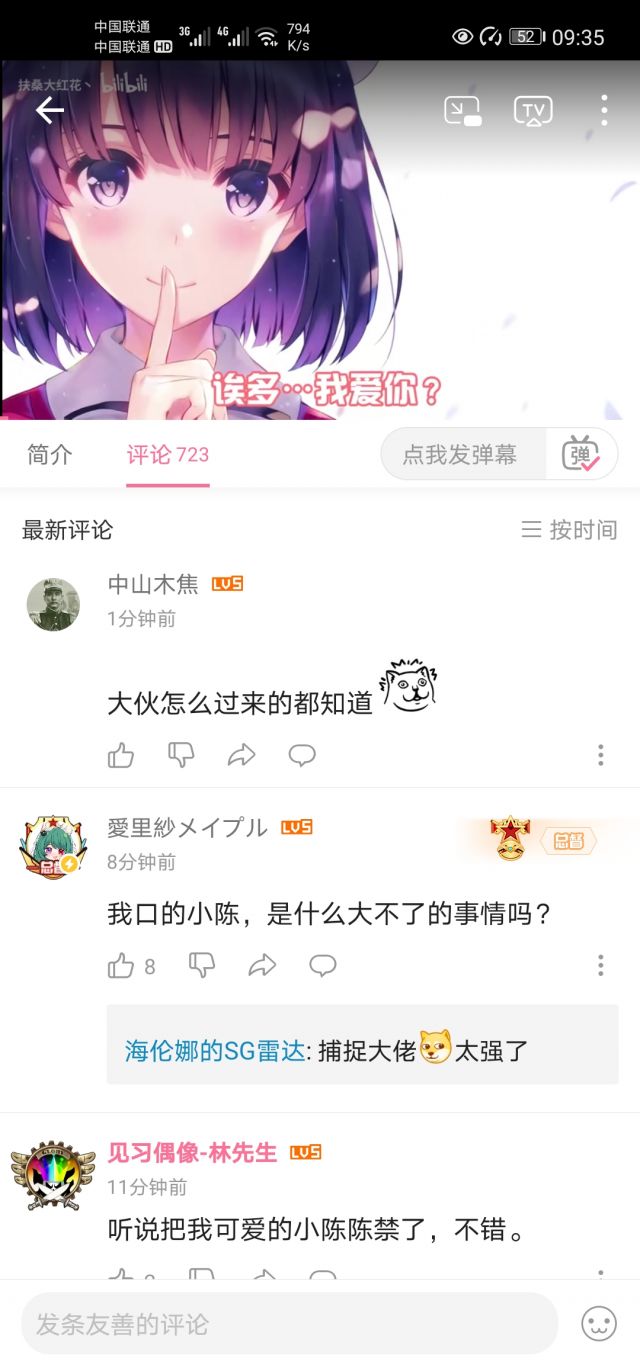 中国联通 3G 4G 794
中国联通 HD K/s 52 09:35
扶桑大红花丶 bilibili
TV
诶多…我爱你？
简介 评论 723 点我发弹幕 弹
最新评论 按时间
中山木焦 LV5
1分钟前
大伙怎么过来的都知道
愛里紗メイプル LV5 总督
总督
8分钟前
我口的小陈，是什么大不了的事情吗？
8
海伦娜的SG雷达: 捕捉大佬太强了
见习偶像-林先生 LV5
11分钟前
听说把我可爱的小陈陈禁了，不错。
发条友善的评论